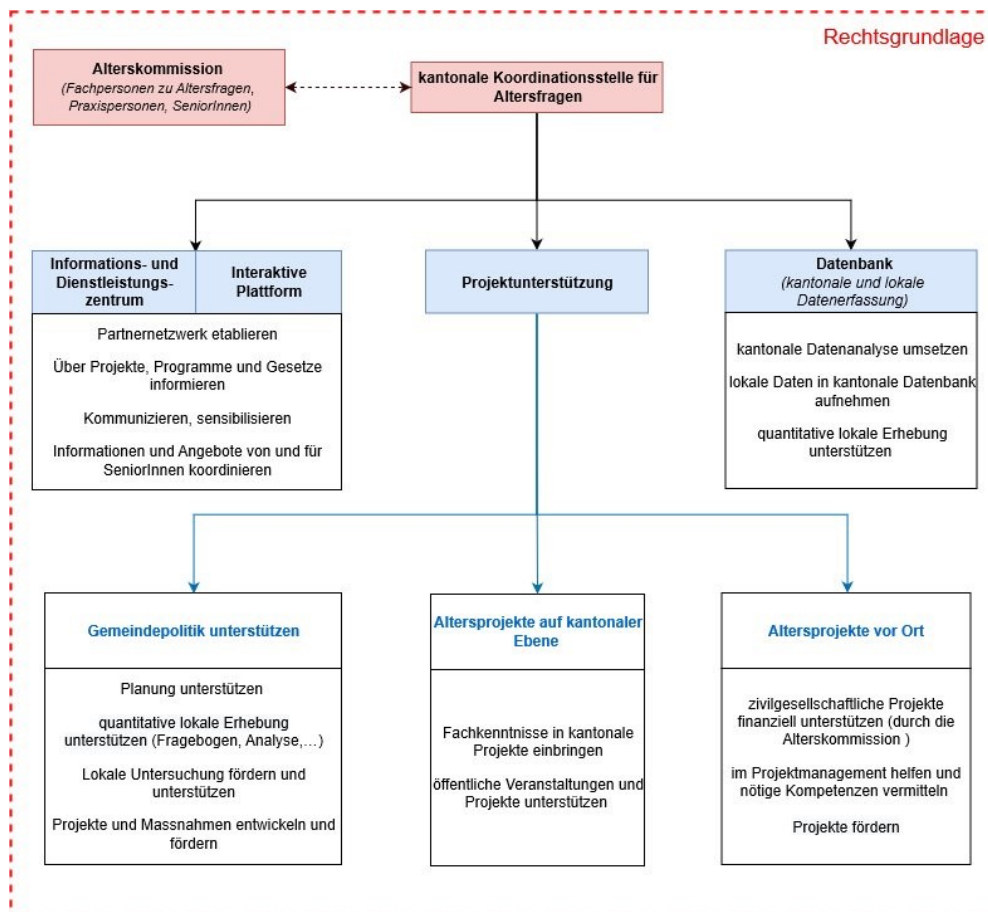 Rechtsgrundlage
Alterskommission
(Fachpersonen zu Altersfragen,
Praxispersonen, SeniorInnen)
kantonale Koordinationsstelle für
Altersfragen
Informations- und
Dienstleistungs-
zentrum
Interaktive
Plattform
Partnernetzwerk etablieren
Über Projekte, Programme und Gesetze
informieren
Kommunizieren, sensibilisieren
Informationen und Angebote von und für
SeniorInnen koordinieren
Projektunterstützung
Datenbank
(kantonale und lokale
Datenerfassung)
kantonale Datenanalyse umsetzen
lokale Daten in kantonale Datenbank
aufnehmen
quantitative lokale Erhebung
unterstützen
Gemeindepolitik unterstützen
Planung unterstützen
quantitative lokale Erhebung
unterstützen (Fragebogen, Analyse,…)
Lokale Untersuchung fördern und
unterstützen
Projekte und Massnahmen entwickeln und
fördern
Altersprojekte auf kantonaler
Ebene
Fachkenntnisse in kantonale
Projekte einbringen
öffentliche Veranstaltungen und
Projekte unterstützen
Altersprojekte vor Ort
zivilgesellschaftliche Projekte
finanziell unterstützen (durch die
Alterskommission )
im Projektmanagement helfen und
nötige Kompetenzen vermitteln
Projekte fördern